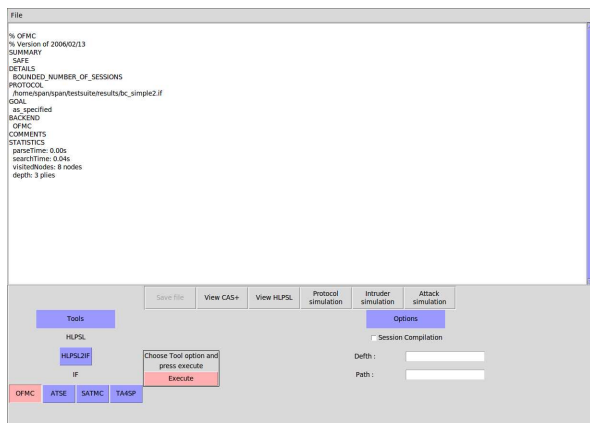 File
% OFMC
% Version of 2006/02/13
SUMMARY
SAFE
DETAILS
BOUNDED_NUMBER_OF_SESSIONS
PROTOCOL
/home/span/span/testsuite/results/bc_simple2.if
GOAL
as_specified
BACKEND
OFMC
COMMENTS
STATISTICS
parseTime: 0.00s
searchTime: 0.04s
visitedNodes: 8 nodes
depth: 3 plies
Save file View CAS+ View HLPSL Protocol simulation Intruder simulation Attack simulation
Tools Options
HLPSL Session Compilation
HLPSL2IF Choose Tool option and press execute Defth :
IF Execute Path :
OFMC ATSE SATMC TA4SP